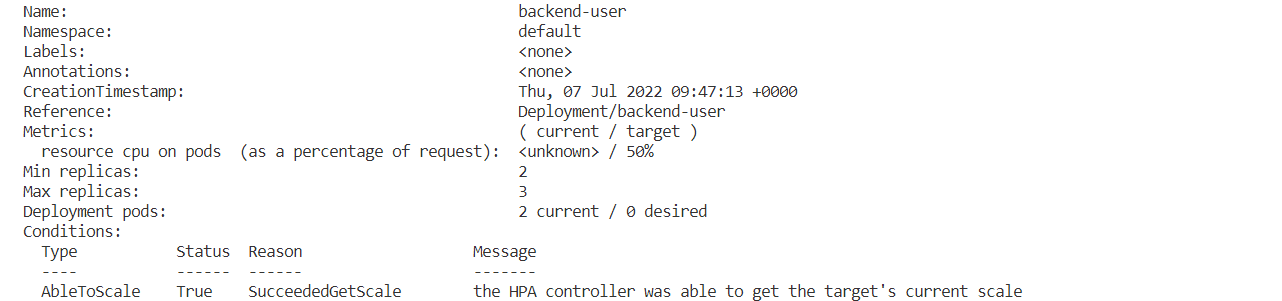 Name: backend-user
Namespace: default
Labels: <none>
Annotations: <none>
CreationTimestamp: Thu, 07 Jul 2022 09:47:13 +0000
Reference: Deployment/backend-user
Metrics: ( current / target )
  resource cpu on pods  (as a percentage of request):  <unknown> / 50%
Min replicas: 2
Max replicas: 3
Deployment pods: 2 current / 0 desired
Conditions:
  Type           Status  Reason             Message
  ----           ------  ------             -------
  AbleToScale    True    SucceededGetScale        the HPA controller was able to get the target's current scale